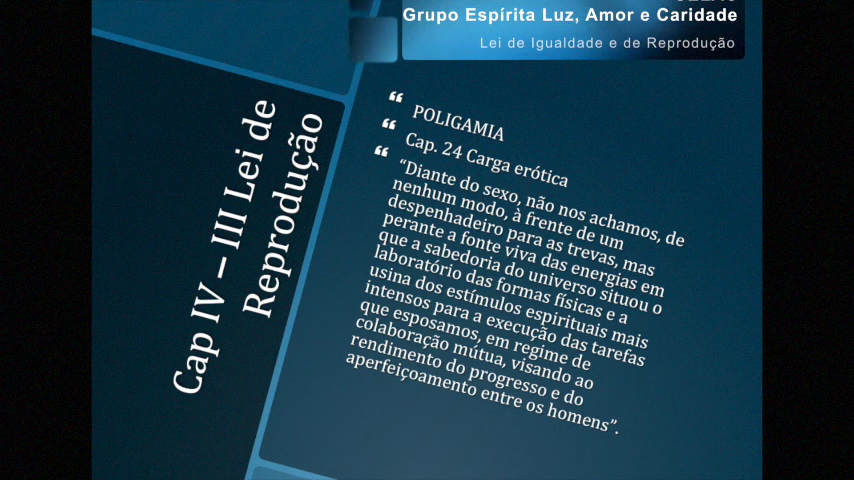 Grupo Espírita Luz, Amor e Caridade
Lei de Igualdade e de Reprodução
Cap IV – III Lei de
Reprodução
POLIGAMIA
Cap. 24 Carga erótica
“Diante do sexo, não nos achamos, de
nenhum modo, à frente de um
despenhadeiro para as trevas, mas
perante a fonte viva das energias em
que a sabedoria do universo situou o
laboratório das formas físicas e a
usina dos estímulos espirituais mais
intensos para a execução das tarefas
que esposamos, em regime de
colaboração mútua, visando ao
rendimento do progresso e do
aperfeiçoamento entre os homens”.